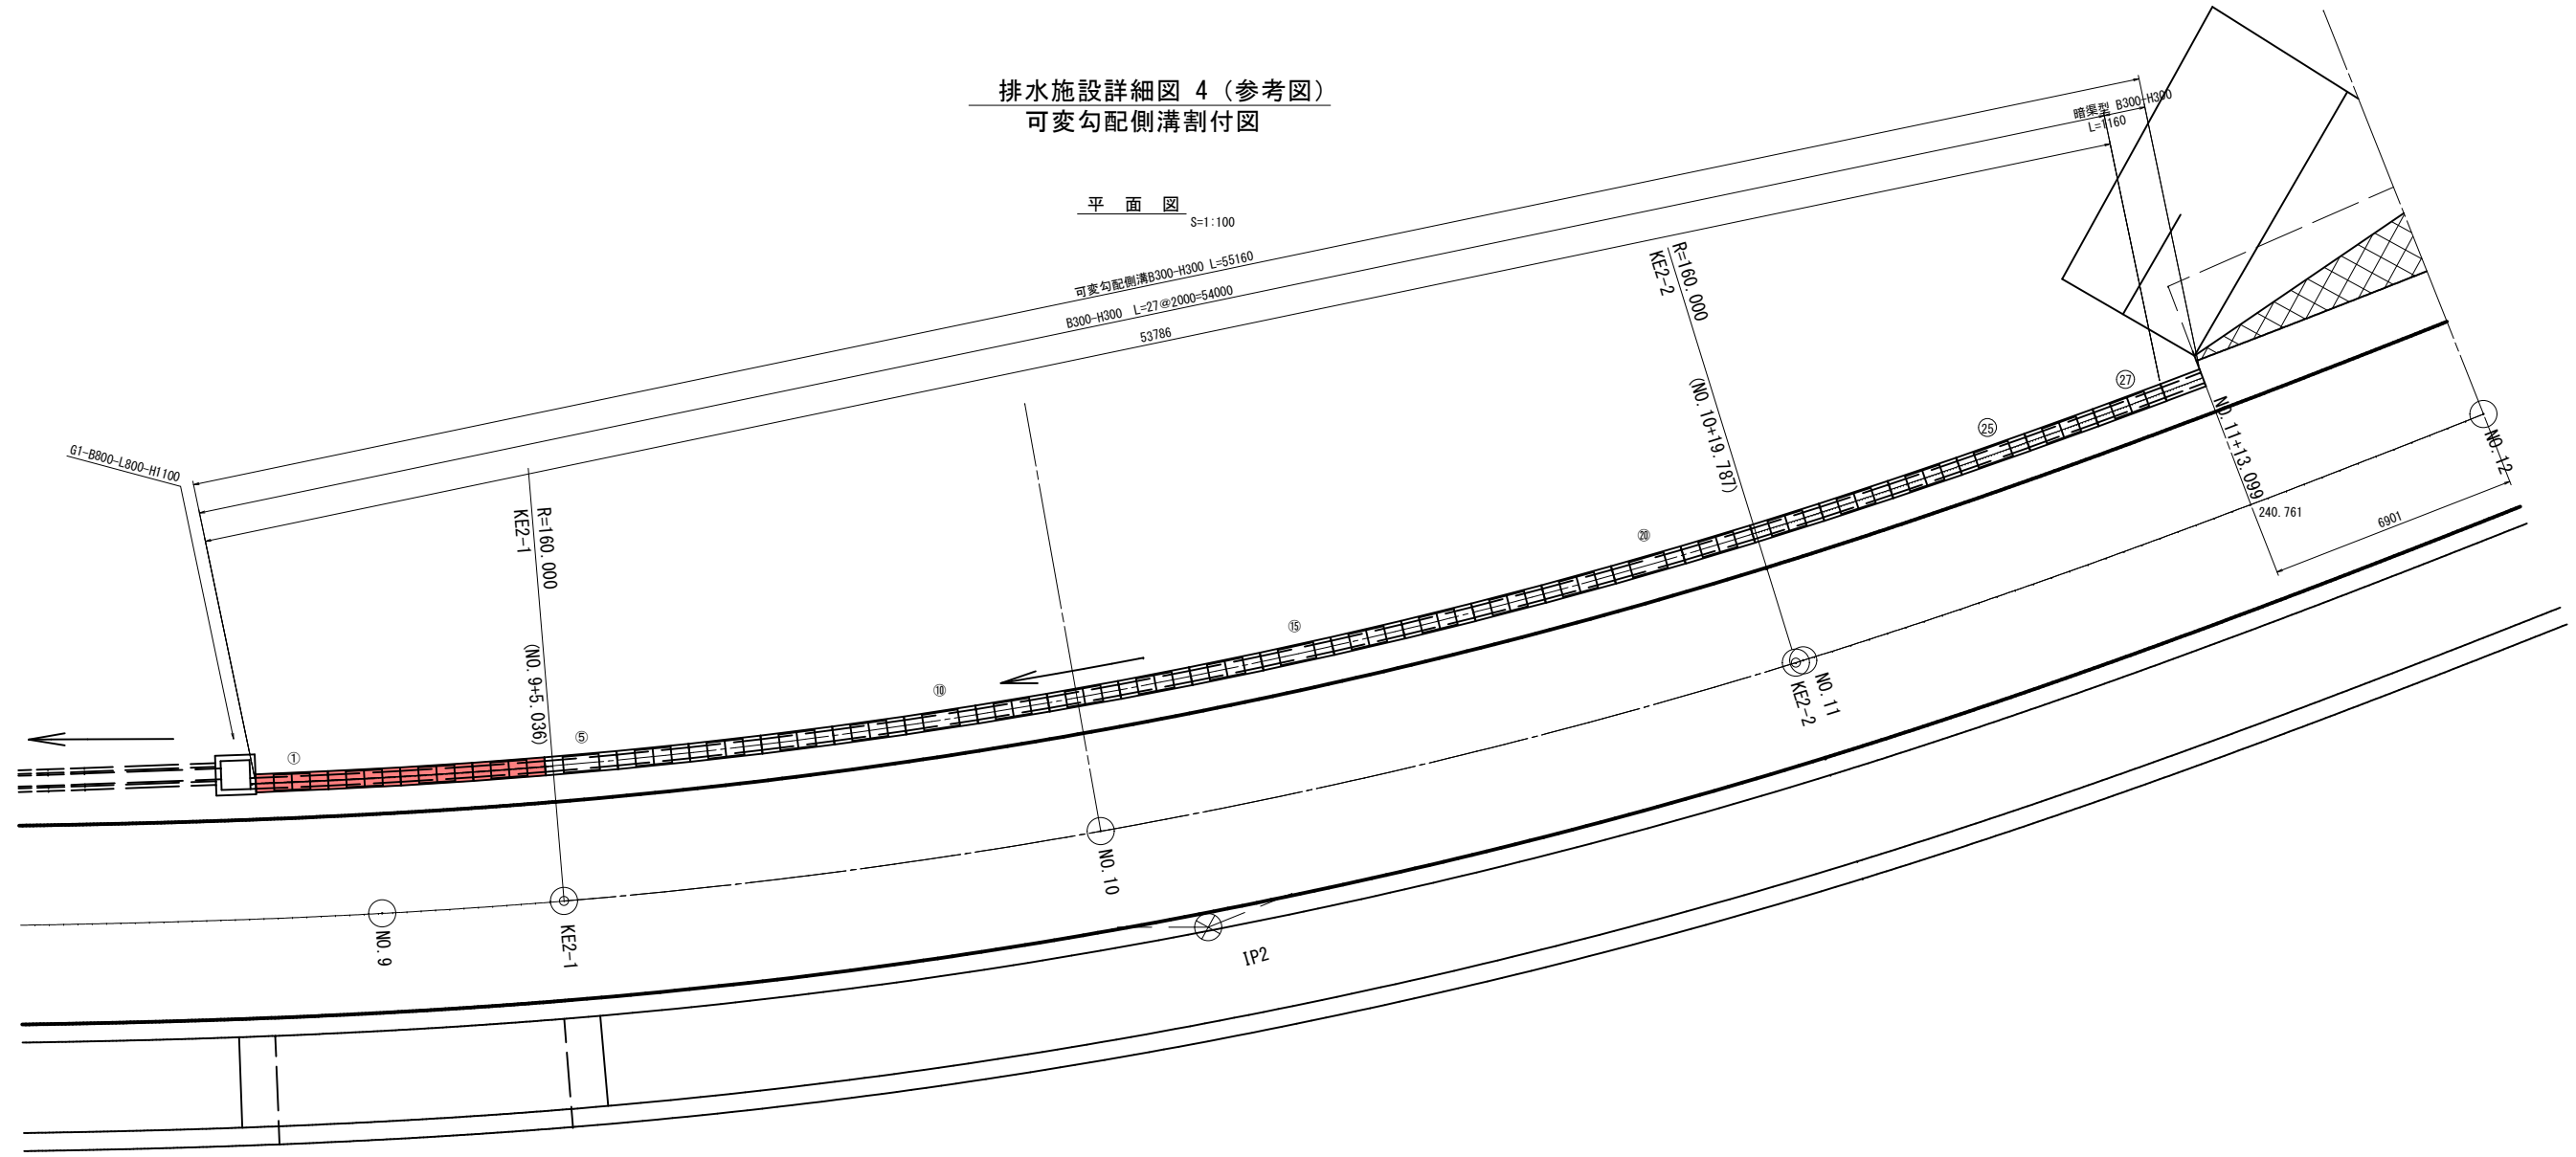 排水施設詳細図 4 (参考図)
可変勾配側溝割付図
平 面 図
S=1:100
暗渠型 B300-H300
L=1160
可変勾配側溝B300-H300 L=55160
B300-H300 L=27@2000=54000
53786
R=160.000
KE2-2
(NO.10+19.787)
G1-B800-L800-H1100
R=160.000
KE2-1
(NO.9+5.036)
①
⑤
⑩
⑮
⑳
㉕
㉗
NO.11+13.099
240.761
6901
NO.12
NO.11
KE2-2
NO.10
IP2
KE2-1
NO.9